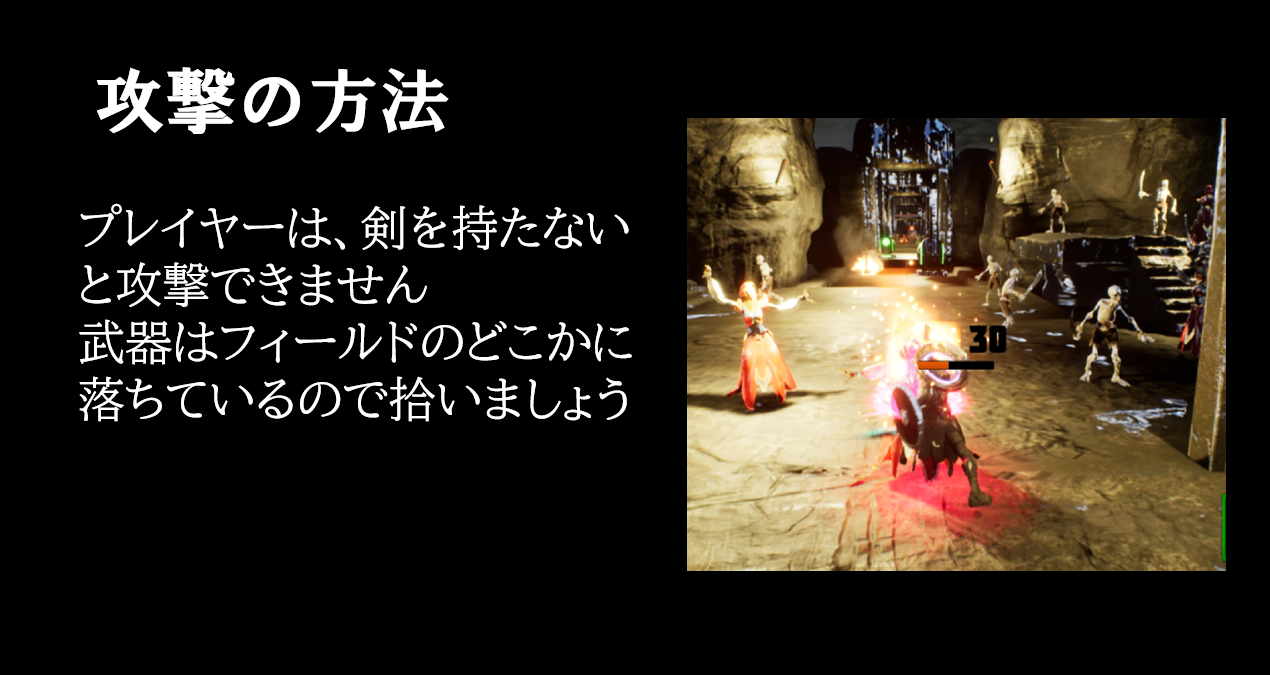 攻撃の方法
プレイヤーは、剣を持たない
と攻撃できません
武器はフィールドのどこかに
落ちているので拾いましょう
30